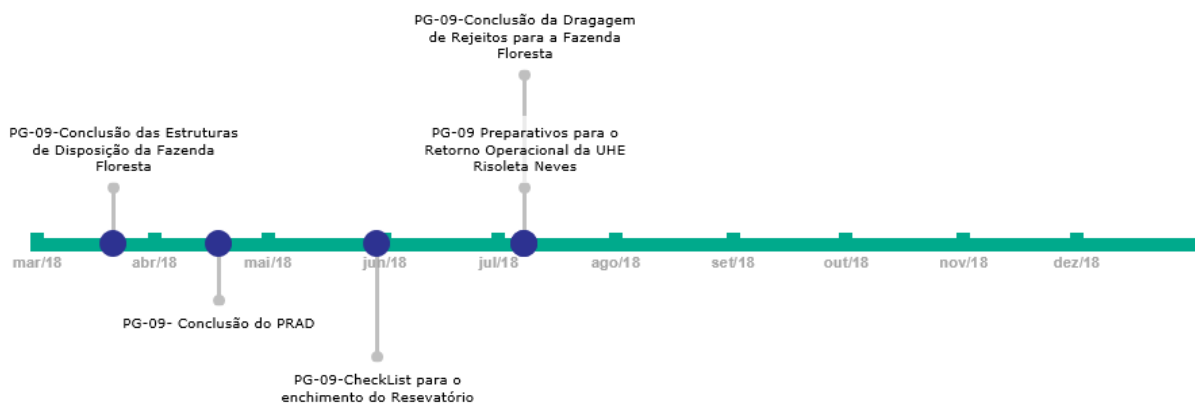 PG-09-Conclusão da Dragagem
de Rejeitos para a Fazenda
Floresta
PG-09-Conclusão das Estruturas
de Disposição da Fazenda
Floresta
PG-09 Preparativos para o
Retorno Operacional da UHE
Risoleta Neves
mar/18
abr/18
mai/18
jun/18
jul/18
ago/18
set/18
out/18
nov/18
dez/18
PG-09- Conclusão do PRAD
PG-09-CheckList para o
enchimento do Resevatório